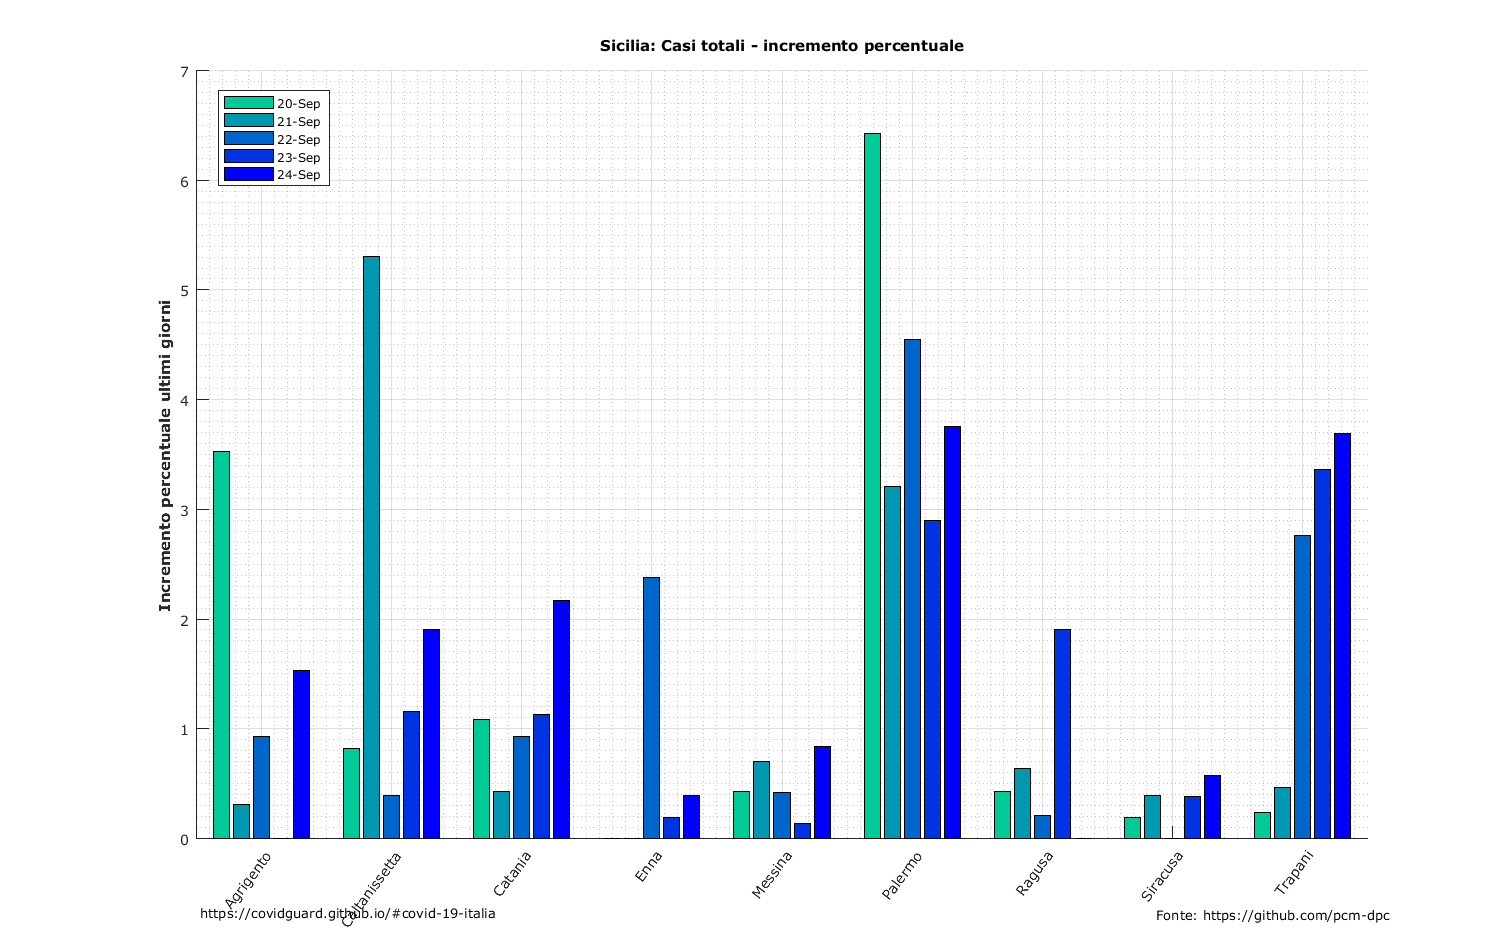 Sicilia: Casi totali - incremento percentuale
Incremento percentuale ultimi giorni
7
6
5
4
3
2
1
0
20-Sep
21-Sep
22-Sep
23-Sep
24-Sep
Agrigento
Caltanissetta
Catania
Enna
Messina
Palermo
Ragusa
Siracusa
Trapani
https://covidguard.github.io/#covid-19-italia
Fonte: https://github.com/pcm-dpc